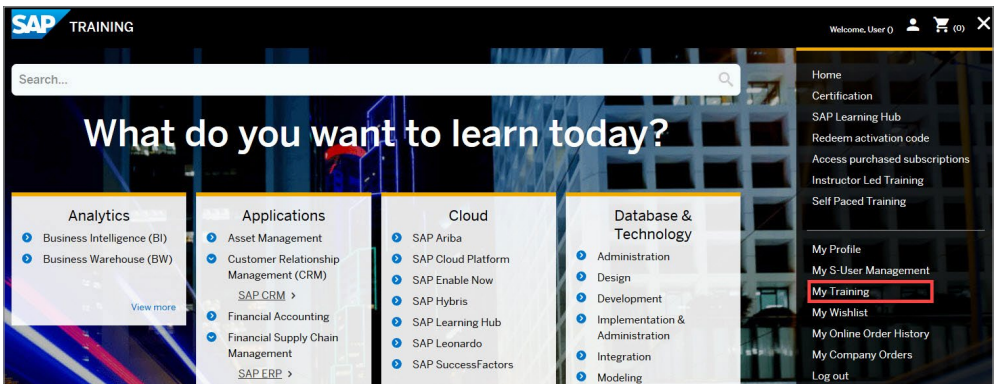 SAP TRAINING
Welcome, User () (0)
Search...
What do you want to learn today?
Analytics
Business Intelligence (BI)
Business Warehouse (BW)
View more
Applications
Asset Management
Customer Relationship
Management (CRM)
SAP CRM >
Financial Accounting
Financial Supply Chain
Management
SAP ERP >
Cloud
SAP Ariba
SAP Cloud Platform
SAP Enable Now
SAP Hybris
SAP Learning Hub
SAP Leonardo
SAP SuccessFactors
Database &
Technology
Administration
Design
Development
Implementation &
Administration
Integration
Modeling
Home
Certification
SAP Learning Hub
Redeem activation code
Access purchased subscriptions
Instructor Led Training
Self Paced Training
My Profile
My S-User Management
My Training
My Wishlist
My Online Order History
My Company Orders
Log out